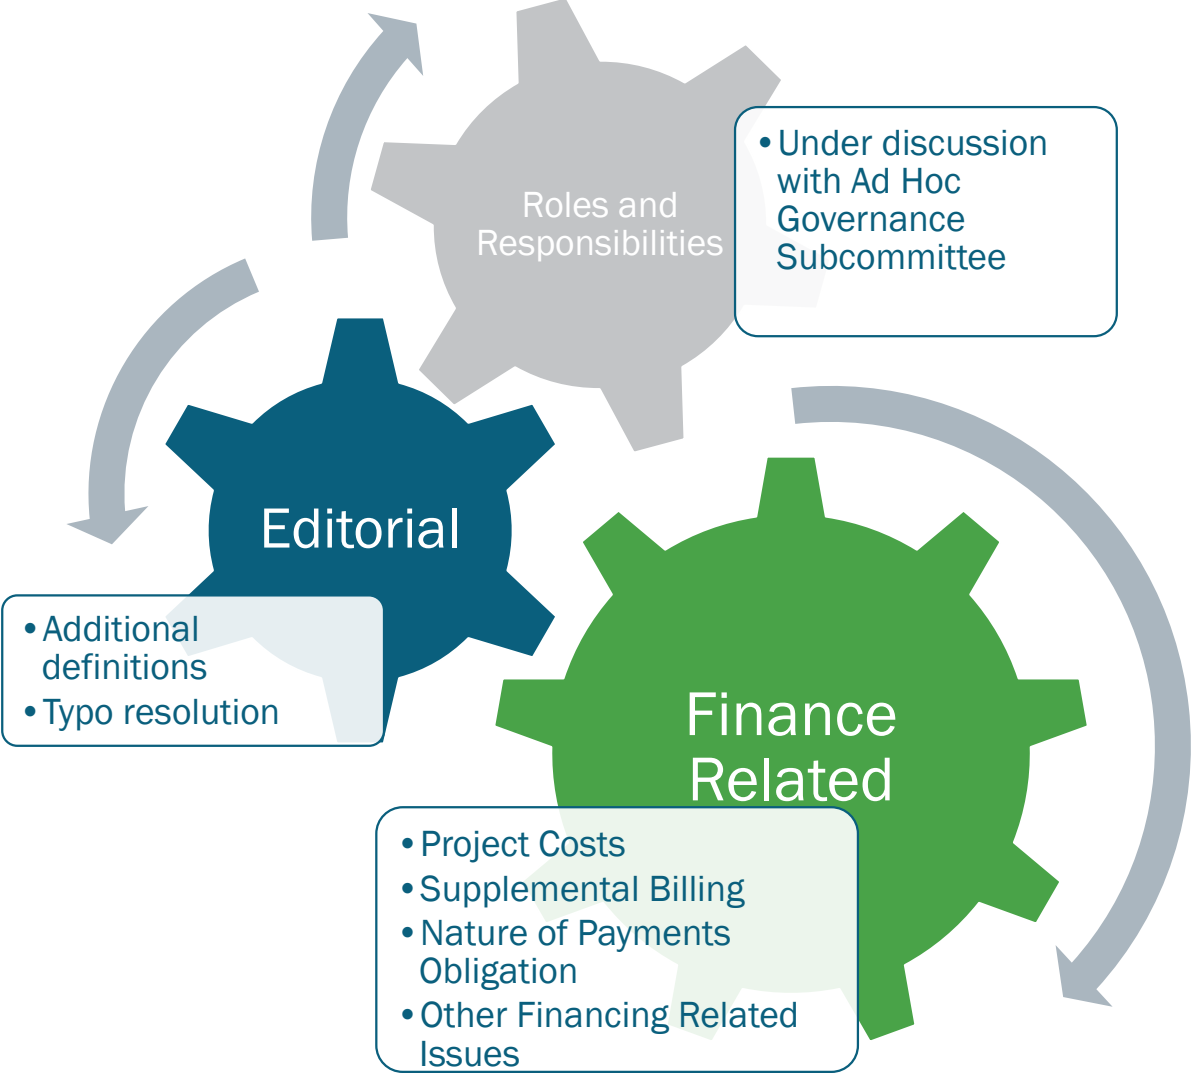 Roles and
Responsibilities
•Under discussion
with Ad Hoc
Governance
Subcommittee
Editorial
•Additional
definitions
•Typo resolution
Finance
Related
•Project Costs
•Supplemental Billing
•Nature of Payments
Obligation
•Other Financing Related
Issues